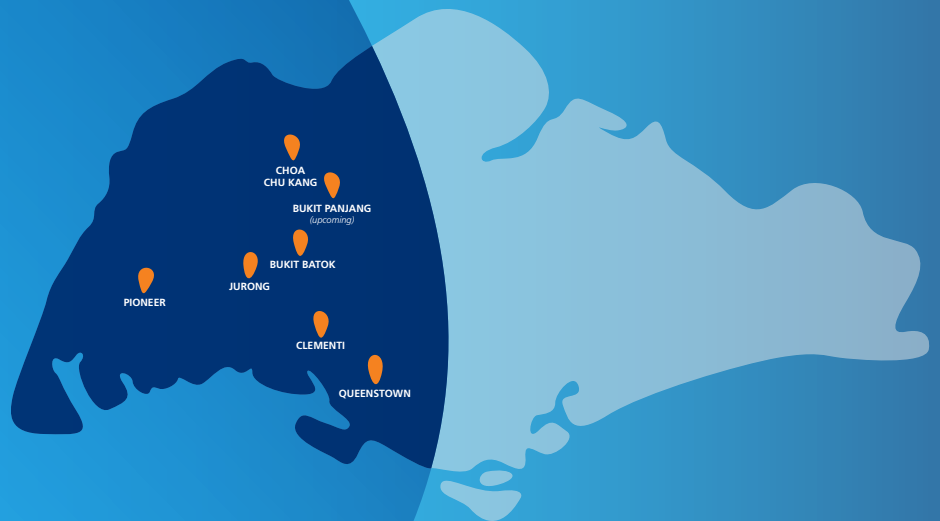 CHOA
CHU KANG
BUKIT PANJANG
(upcoming)
BUKIT BATOK
JURONG
PIONEER
CLEMENTI
QUEENSTOWN